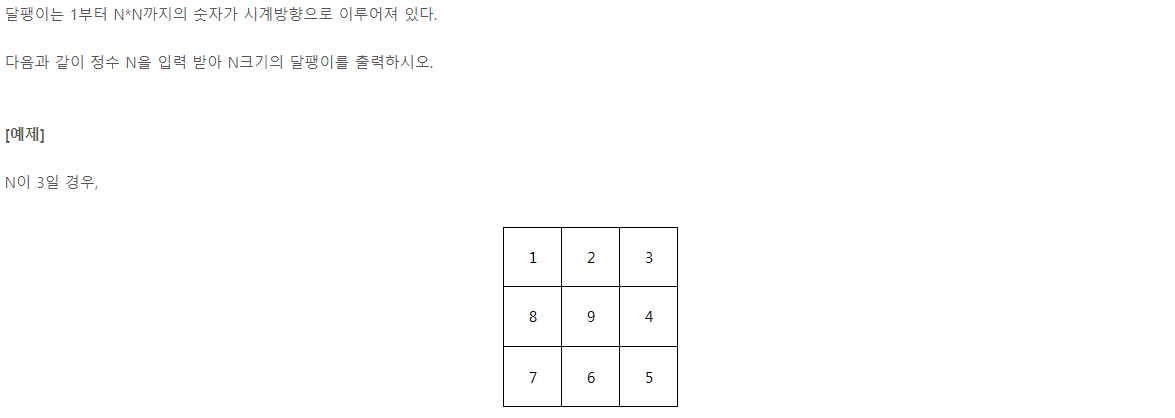 달팽이는 1부터 N*N까지의 숫자가 시계방향으로 이루어져 있다.
다음과 같이 정수 N을 입력 받아 N크기의 달팽이를 출력하시오.
[예제]
N이 3일 경우,
1 2 3
8 9 4
7 6 5